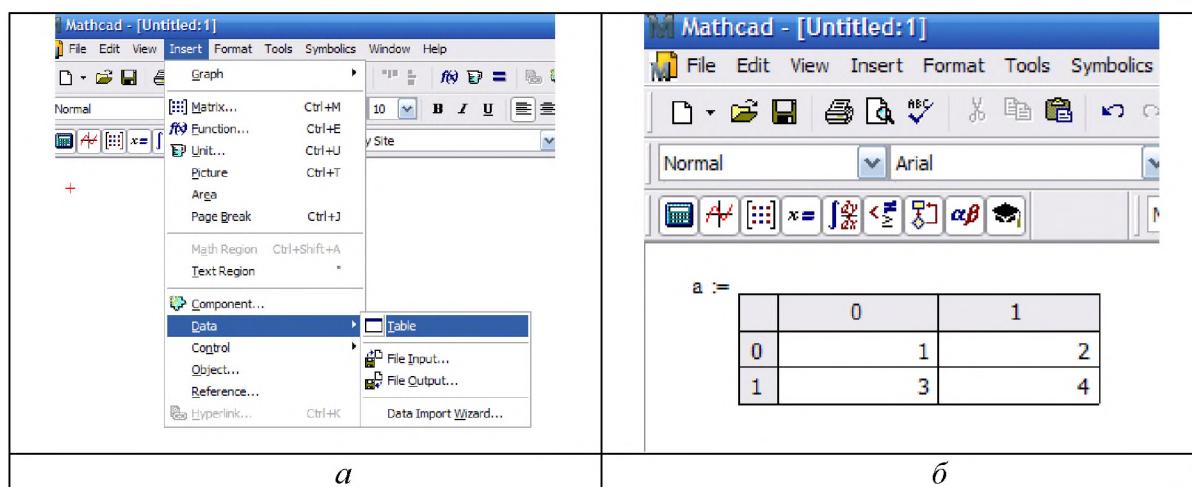 Mathcad - [Untitled:1]
File Edit View Insert Format Tools Symbolics Window Help
Graph
Normal
Matrix... Ctrl+M
10 B I U
Function... Ctrl+E
Unit... Ctrl+U
y Site
Picture Ctrl+T
Area
Page Break Ctrl+J
Math Region Ctrl+Shift+A
Text Region "
Component...
Data
Table
Control
File Input...
Object...
File Output...
Reference...
Hyperlink... Ctrl+K
Data Import Wizard...
а
Mathcad - [Untitled:1]
File Edit View Insert Format Tools Symbolics
Normal Arial
a :=
0 1
0 1 2
1 3 4
б